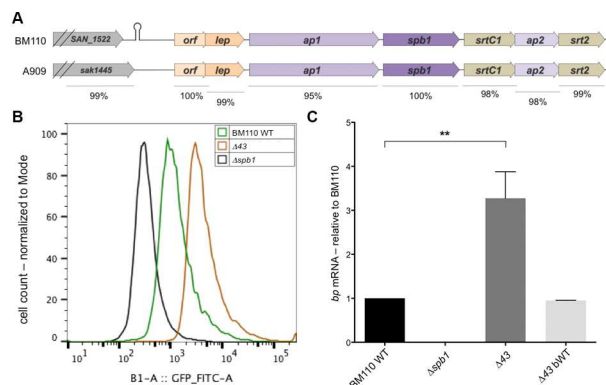 A
BM110 SAN_1522 orf lep ap1 spb1 srtC1 ap2 srt2
A909 sak1445 orf lep ap1 spb1 srtC1 ap2 srt2
99% 100% 99% 95% 100% 98% 98% 99%
B
BM110 WT
Δ43
Δspb1
cell count – normalized to Mode
100
80
60
40
20
0
10¹ 10² 10³ 10⁴ 10⁵
B1-A :: GFP_FITC-A
C
**
bp mRNA – relative to BM110
5
4
3
2
1
0
BM110 WT
Δspb1
Δ43
Δ43 bWT